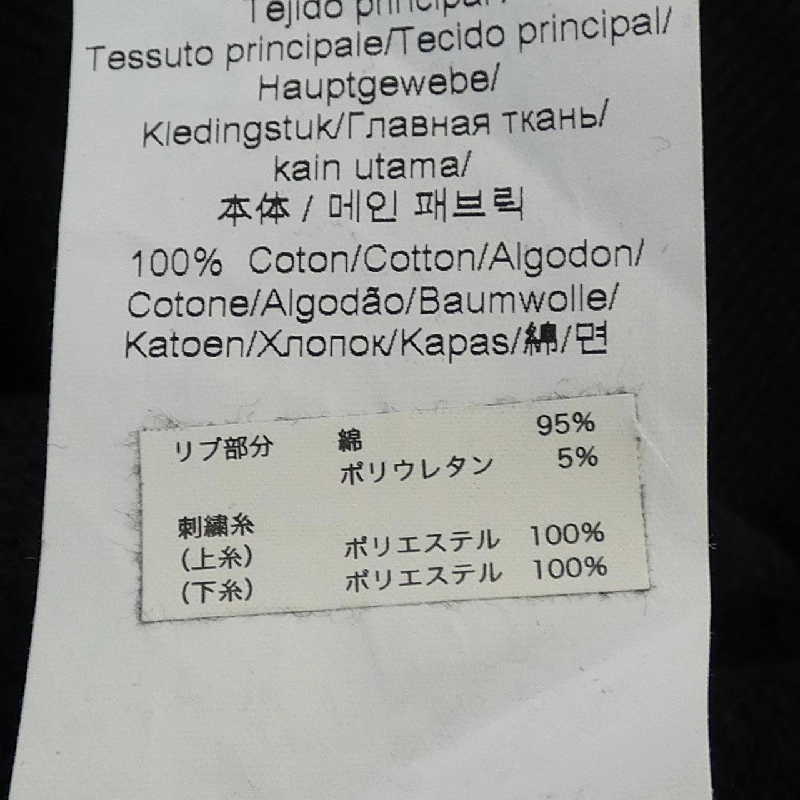 Tejido principal/
Tessuto principale/Tecido principal/
Hauptgewebe/
Kledingstuk/Главная ткань/
kain utama/
本体 / 메인 패브릭
100% Coton/Cotton/Algodon/
Cotone/Algodão/Baumwolle/
Katoen/Хлопок/Kapas/綿/면
リブ部分 綿 95%
ポリウレタン 5%
刺繍糸
(上糸) ポリエステル 100%
(下糸) ポリエステル 100%